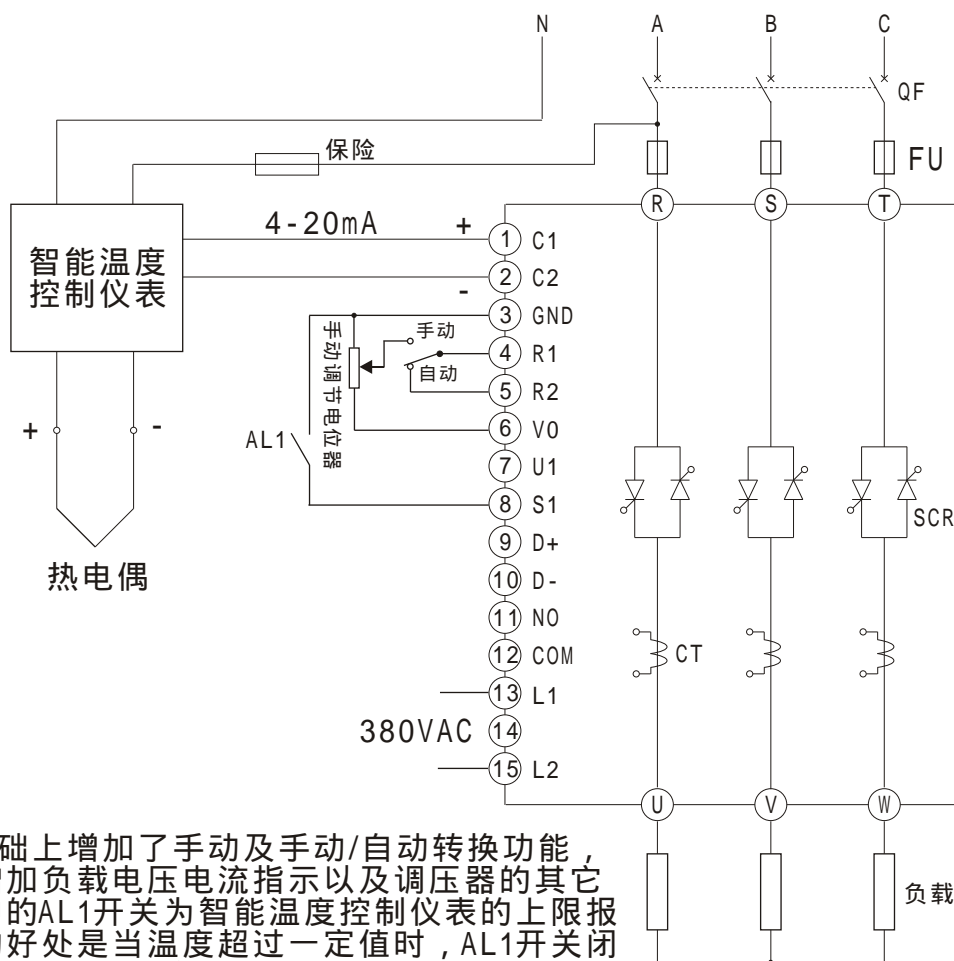 N
A
B
C
QF
保险
FU
R
S
T
4-20mA
+
智能温度
控制仪表
-
1 C1
2 C2
3 GND
4 R1
5 R2
6 V0
7 U1
8 S1
9 D+
10 D-
11 NO
12 COM
13 L1
14
15 L2
手动
自动
手动调节电位器
AL1
+
-
热电偶
SCR
CT
380VAC
U
V
W
负载
础上增加了手动及手动/自动转换功能，
增加负载电压电流指示以及调压器的其它
的AL1开关为智能温度控制仪表的上限报
的好处是当温度超过一定值时，AL1开关闭